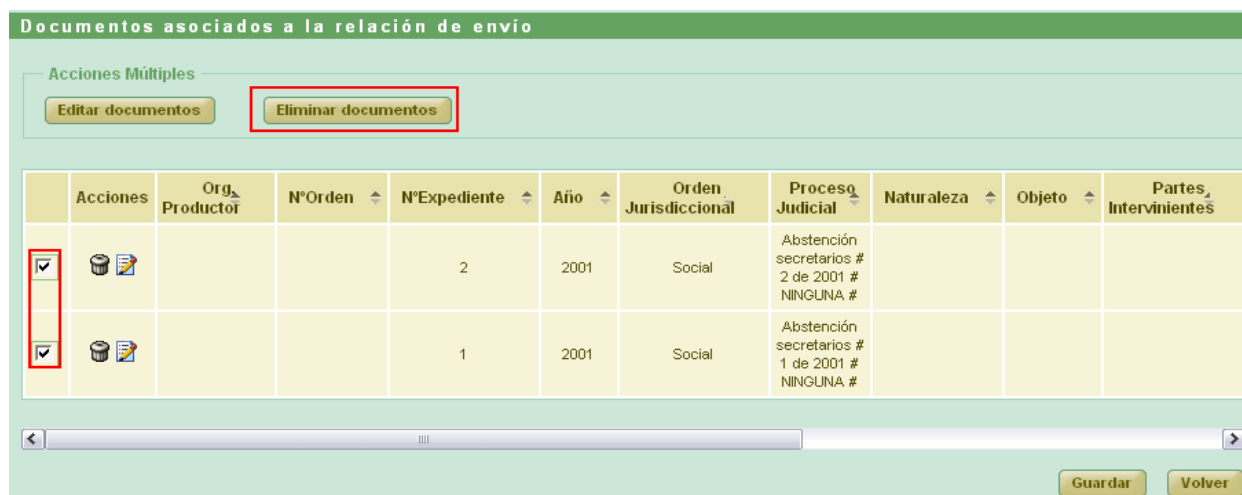 Documentos asociados a la relación de envío
Acciones Múltiples
Editar documentos Eliminar documentos
Acciones Org. Productor NºOrden NºExpediente Año Orden Jurisdiccional Proceso Judicial Naturaleza Objeto Partes Intervinientes
2 2001 Social Abstención
secretarios #
2 de 2001 #
NINGUNA #
1 2001 Social Abstención
secretarios #
1 de 2001 #
NINGUNA #
Guardar Volver